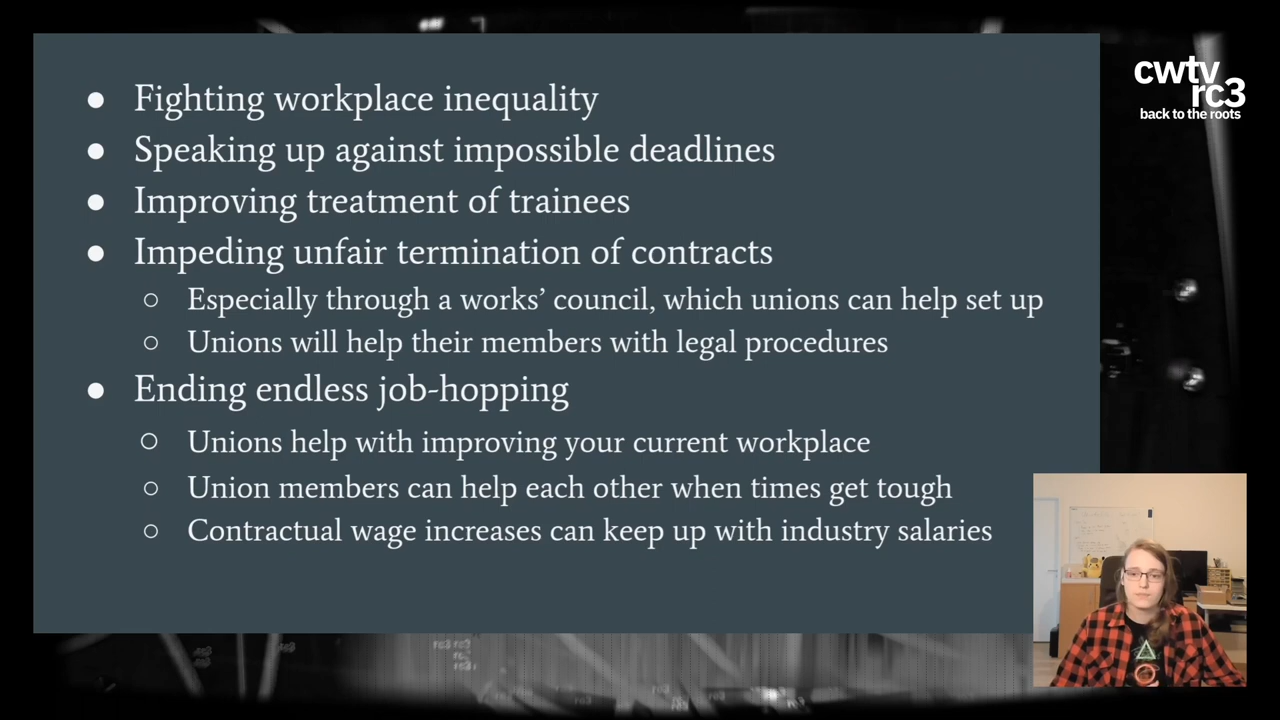 cwtv
rc3
back to the roots
● Fighting workplace inequality
● Speaking up against impossible deadlines
● Improving treatment of trainees
● Impeding unfair termination of contracts
○ Especially through a works’ council, which unions can help set up
○ Unions will help their members with legal procedures
● Ending endless job-hopping
○ Unions help with improving your current workplace
○ Union members can help each other when times get tough
○ Contractual wage increases can keep up with industry salaries
rc3 rc3